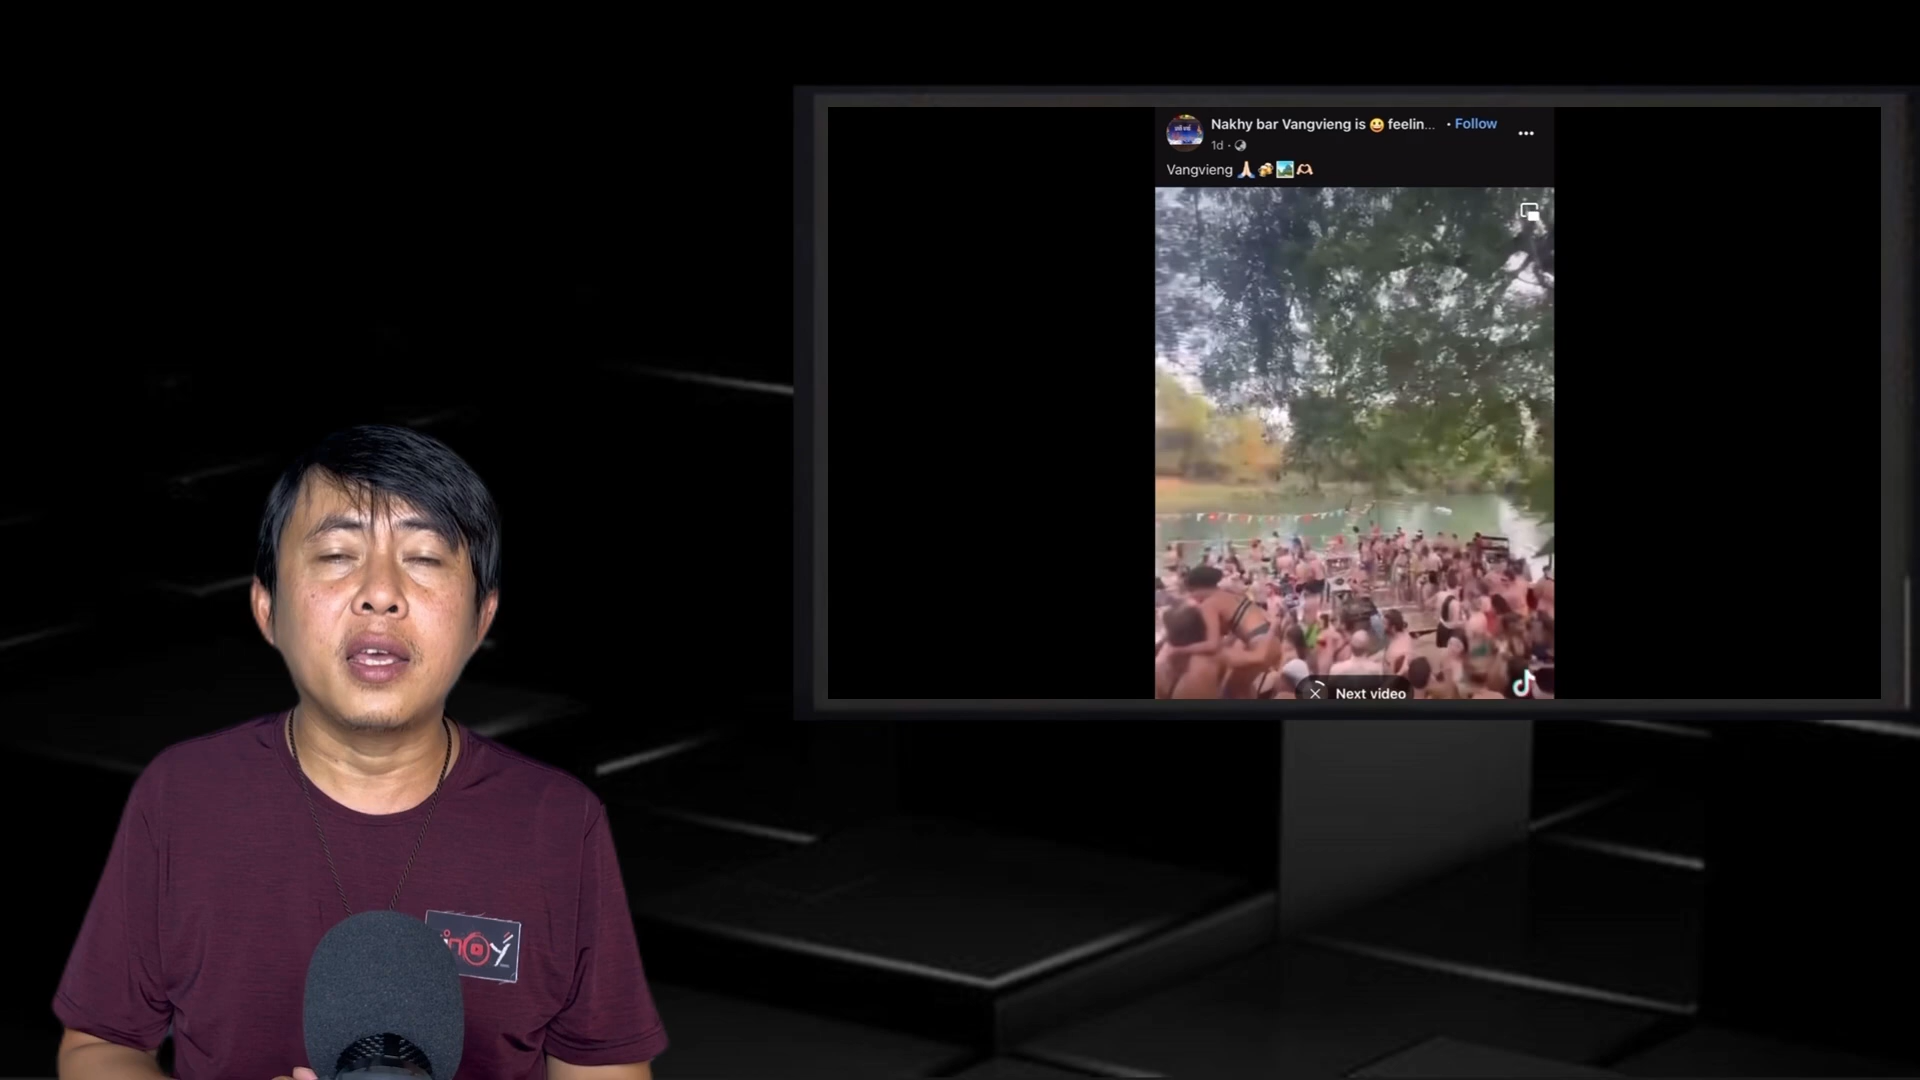 Nakhy bar Vangvieng is 😀 feelin... · Follow
1d ·
Vangvieng 🙏🏻🍻🏞️🫶🏻
Next video